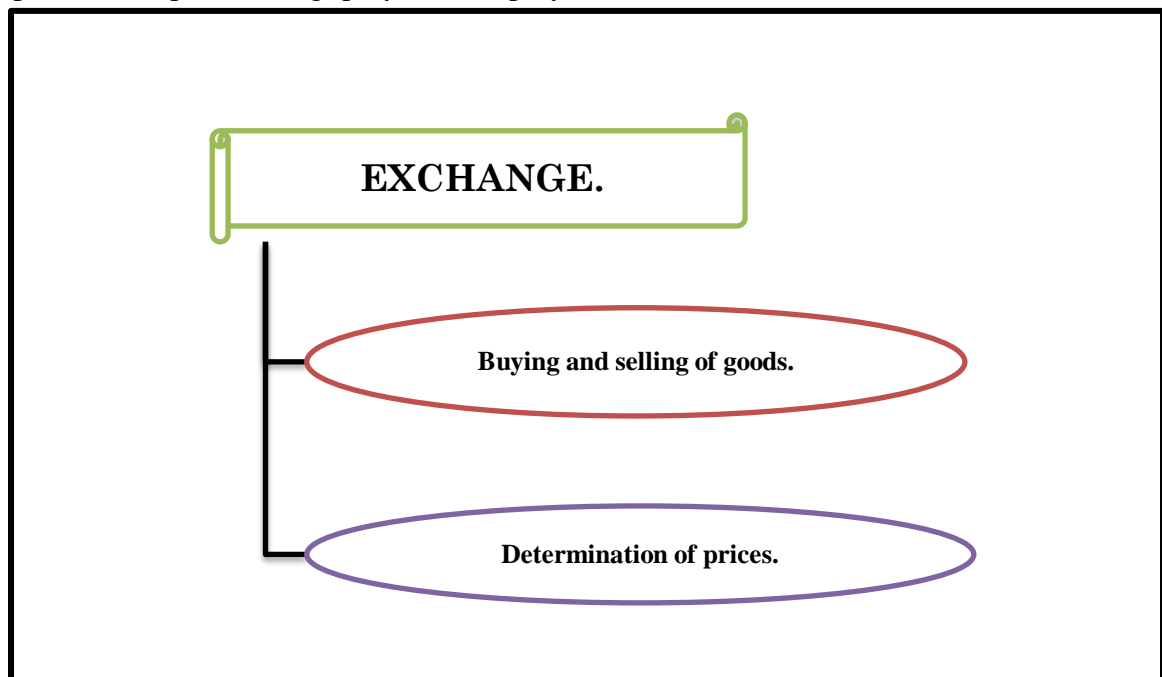 EXCHANGE.
Buying and selling of goods.
Determination of prices.